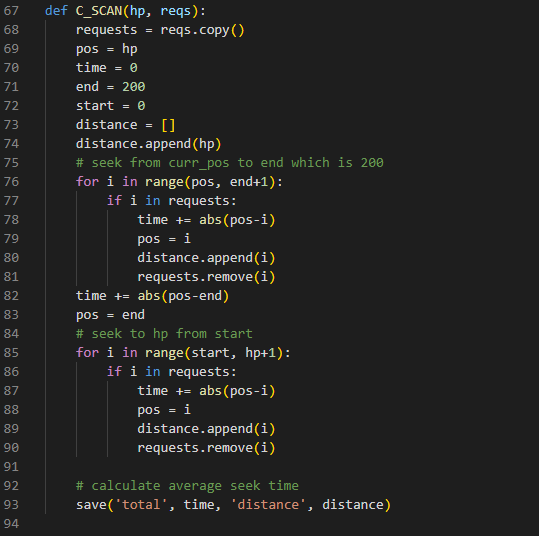 67 def C_SCAN(hp, reqs):
68     requests = reqs.copy()
69     pos = hp
70     time = 0
71     end = 200
72     start = 0
73     distance = []
74     distance.append(hp)
75     # seek from curr_pos to end which is 200
76     for i in range(pos, end+1):
77         if i in requests:
78             time += abs(pos-i)
79             pos = i
80             distance.append(i)
81             requests.remove(i)
82     time += abs(pos-end)
83     pos = end
84     # seek to hp from start
85     for i in range(start, hp+1):
86         if i in requests:
87             time += abs(pos-i)
88             pos = i
89             distance.append(i)
90             requests.remove(i)
91
92     # calculate average seek time
93     save('total', time, 'distance', distance)
94